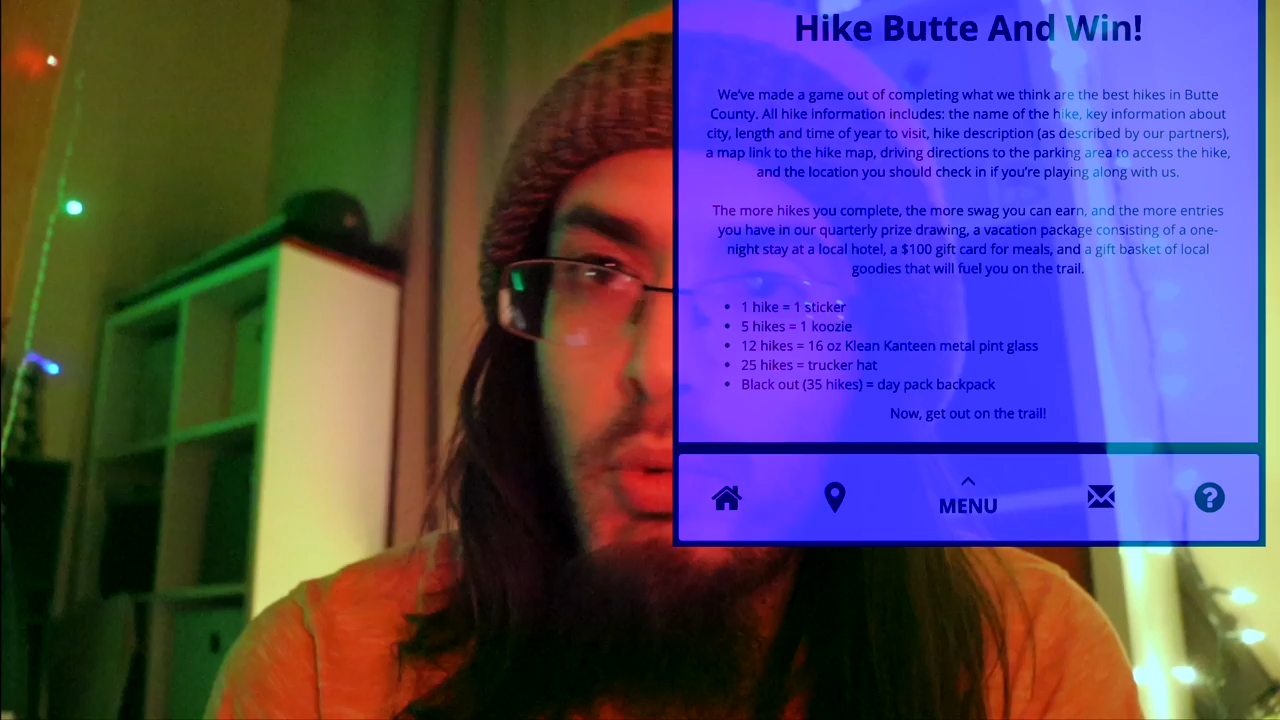 Hike Butte And Win!
We've made a game out of completing what we think are the best hikes in Butte
County. All hike information includes: the name of the hike, key information about
city, length and time of year to visit, hike description (as described by our partners),
a map link to the hike map, driving directions to the parking area to access the hike,
and the location you should check in if you're playing along with us.
The more hikes you complete, the more swag you can earn, and the more entries
you have in our quarterly prize drawing, a vacation package consisting of a one-
night stay at a local hotel, a $100 gift card for meals, and a gift basket of local
goodies that will fuel you on the trail.
• 1 hike = 1 sticker
• 5 hikes = 1 koozie
• 12 hikes = 16 oz Klean Kanteen metal pint glass
• 25 hikes = trucker hat
• Black out (35 hikes) = day pack backpack
Now, get out on the trail!
MENU